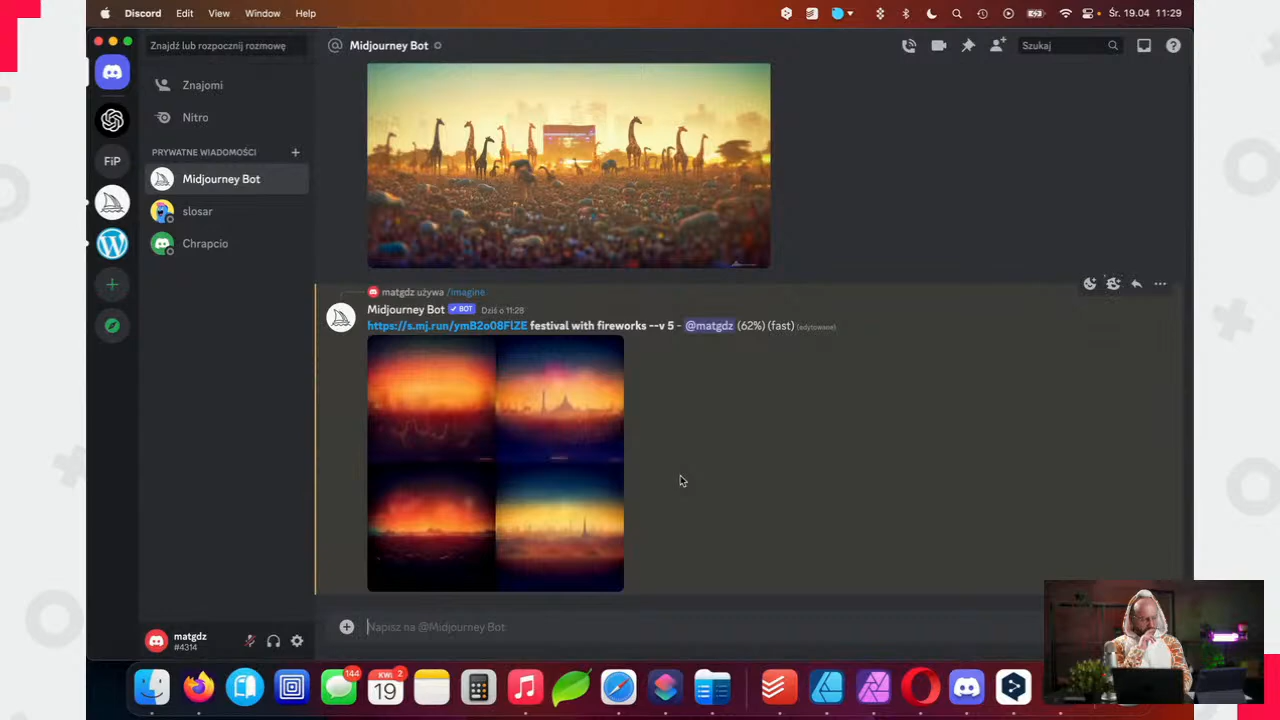 Discord Edit View Window Help Śr. 19.04 11:29
Znajdź lub rozpocznij rozmowę
Midjourney Bot
Szukaj
Znajomi
Nitro
FiP
PRYWATNE WIADOMOŚCI
Midjourney Bot
slosar
Chrapcio
matgdz używa /imagine
Midjourney Bot BOT Dziś o 11:28
https://s.mj.run/ymB2o08FlZE festival with fireworks --v 5 - @matgdz (62%) (fast) (edytowane)
Napisz na @Midjourney Bot
matgdz
#4314
144
KWI
2
19